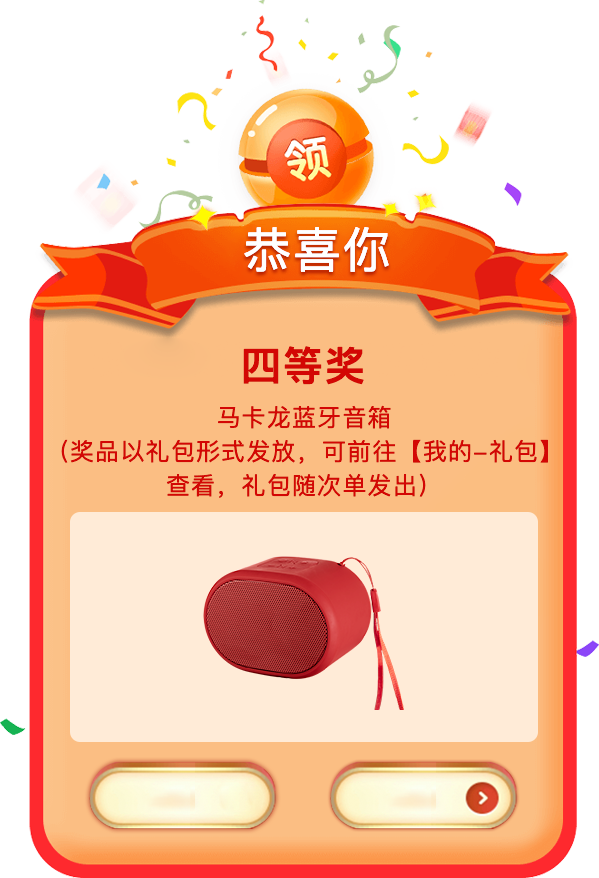 领
恭喜你
四等奖
马卡龙蓝牙音箱
（奖品以礼包形式发放，可前往【我的-礼包】
查看，礼包随次单发出）